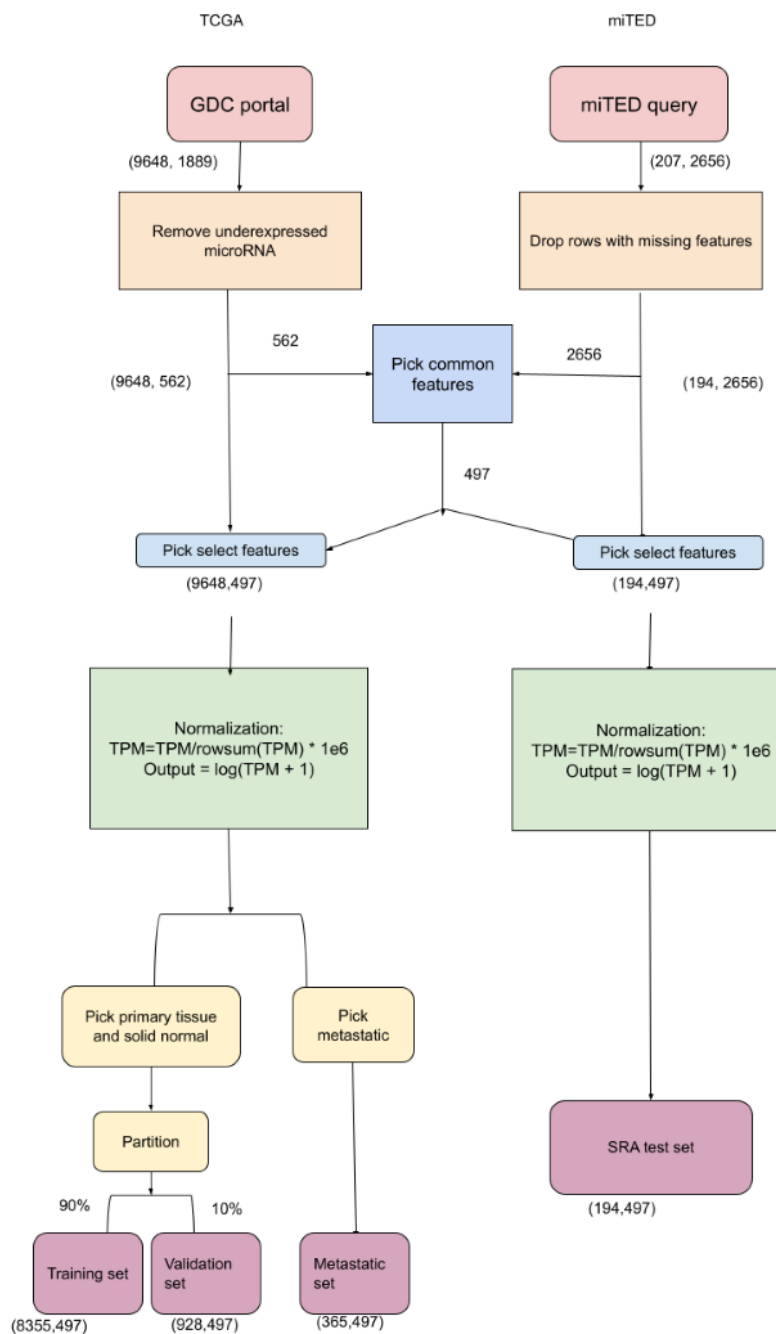 TCGA
miTED
GDC portal
miTED query
(9648, 1889)
(207, 2656)
Remove underexpressed
microRNA
Drop rows with missing features
562
Pick common
features
2656
(9648, 562)
(194, 2656)
497
Pick select features
Pick select features
(9648,497)
(194,497)
Normalization:
TPM=TPM/rowsum(TPM) * 1e6
Output = log(TPM + 1)
Normalization:
TPM=TPM/rowsum(TPM) * 1e6
Output = log(TPM + 1)
Pick primary tissue
and solid normal
Pick
metastatic
Partition
SRA test set
(194,497)
90%
10%
Training set
Validation
set
Metastatic
set
(8355,497)
(928,497)
(365,497)